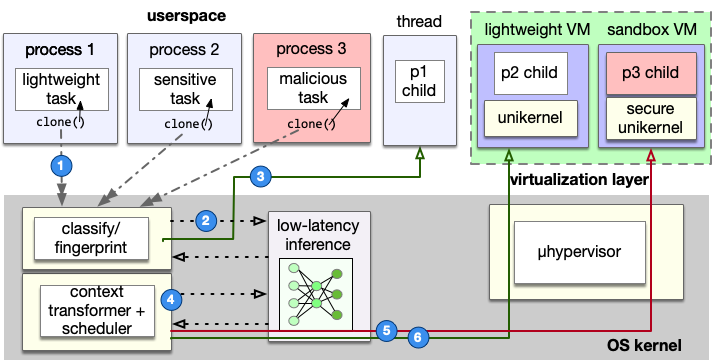 userspace
thread
lightweight VM
sandbox VM
process 1
process 2
process 3
lightweight
task
sensitive
task
malicious
task
clone()
clone()
clone()
p1
child
p2 child
p3 child
unikernel
secure
unikernel
1
3
virtualization layer
2
classify/
fingerprint
low-latency
inference
µhypervisor
4
context
transformer +
scheduler
5
6
OS kernel